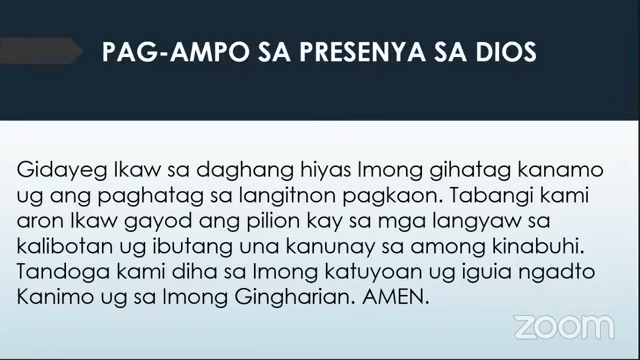 PAG-AMPO SA PRESENYA SA DIOS
Gidayeg Ikaw sa daghang hiyas Imong gihatag kanamo
ug ang paghatag sa langitnon pagkaon. Tabangi kami
aron Ikaw gayod ang pilion kay sa mga langyaw sa
kalibotan ug ibutang una kanunay sa among kinabuhi.
Tandoga kami diha sa Imong katuyoan ug iguia ngadto
Kanimo ug sa Imong Gingharian. AMEN.
zoom